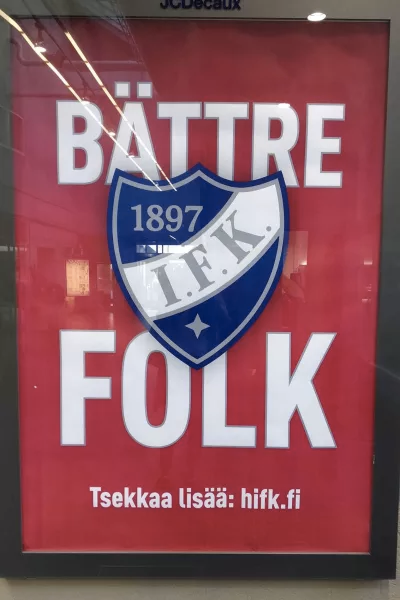 JCDecaux
BÄTTRE
1897
I.F.K.
FOLK
Tsekkaa lisää: hifk.fi